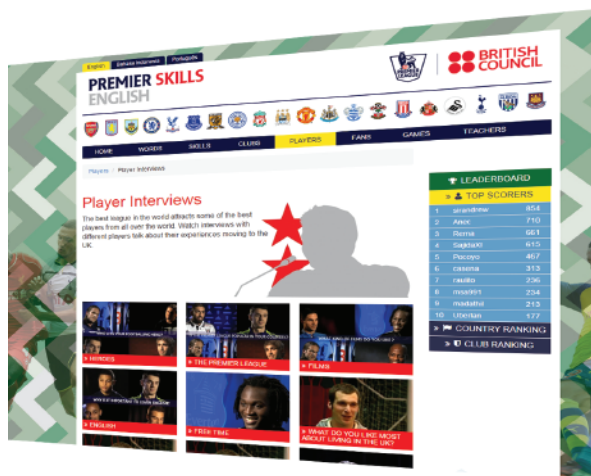 English Bahasa Indonesia Português
PREMIER SKILLS
ENGLISH
PREMIER
LEAGUE
BRITISH
COUNCIL
HOME WORDS SKILLS CLUBS PLAYERS FANS GAMES TEACHERS
Players / Player Interviews
Player Interviews
The best league in the world attracts some of the best
players from all over the world. Watch interviews with
different players talk about their experiences moving to the
UK.
» HEROES
» THE PREMIER LEAGUE
» FILMS
» ENGLISH
» FREE TIME
» WHAT DO YOU LIKE MOST
ABOUT LIVING IN THE UK?
LEADERBOARD
» TOP SCORERS
1 854
2 710
3 Roma 661
4 SajidaXI 615
5 Pocoyo 467
6 casena 313
7 raulito 236
8 234
9 213
10 177
» COUNTRY RANKING
» CLUB RANKING